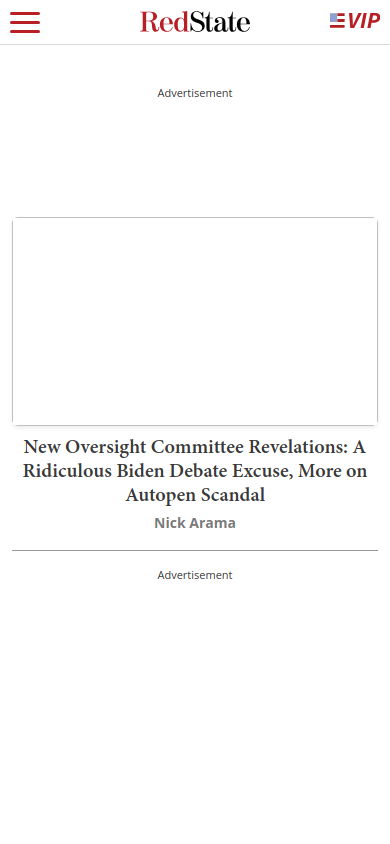 RedState
VIP
Advertisement
New Oversight Committee Revelations: A
Ridiculous Biden Debate Excuse, More on
Autopen Scandal
Nick Arama
Advertisement